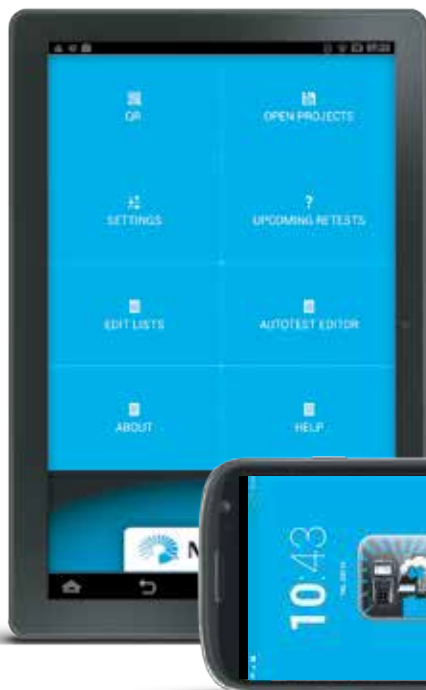 QR
OPEN PROJECTS
SETTINGS
UPCOMING RETESTS
EDIT LISTS
AUTOTEST EDITOR
ABOUT
HELP
10:43